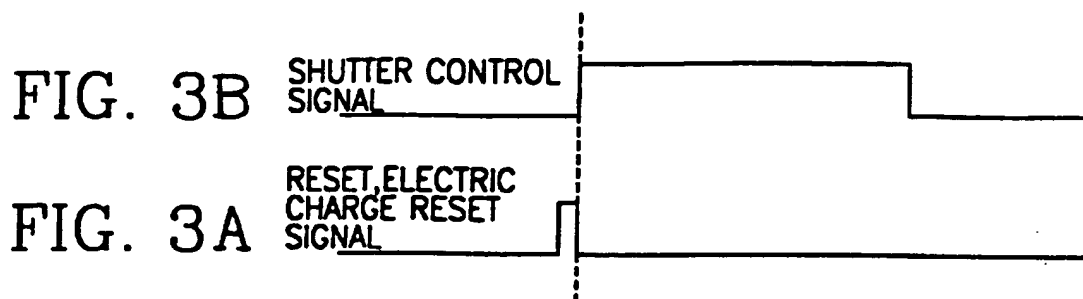 FIG. 3B
SHUTTER CONTROL
SIGNAL
FIG. 3A
RESET,ELECTRIC
CHARGE RESET
SIGNAL